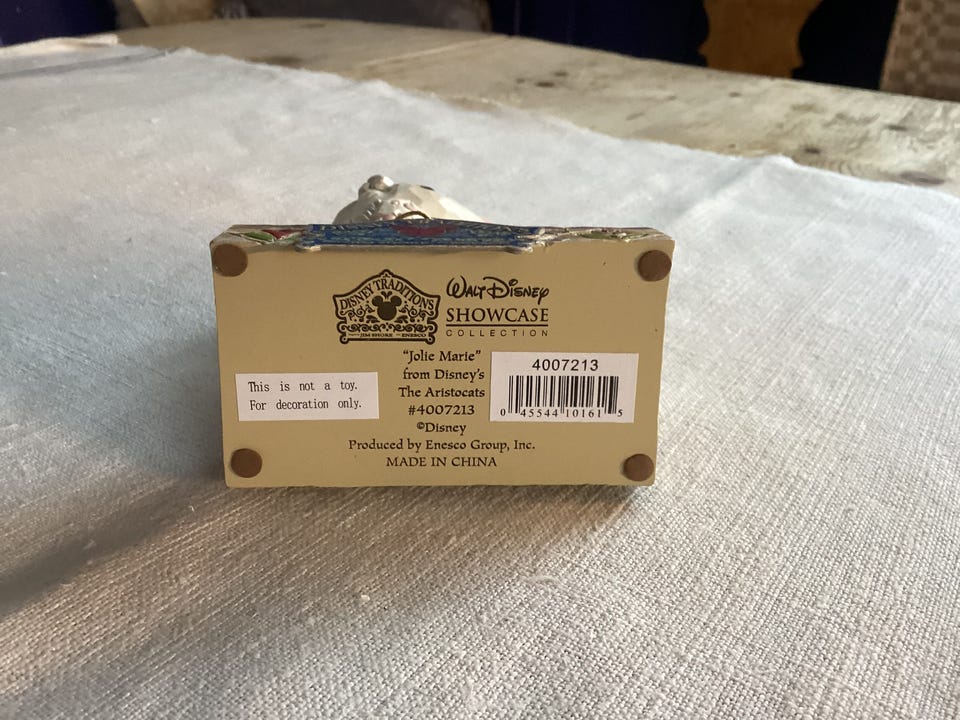 DISNEY TRADITIONS
JIM SHORE ENESCO
WALT DISNEY
SHOWCASE
COLLECTION
"Jolie Marie"
from Disney's
The Aristocats
#4007213
©Disney
Produced by Enesco Group, Inc.
MADE IN CHINA
This is not a toy.
For decoration only.
4007213
0 45544 10161 5